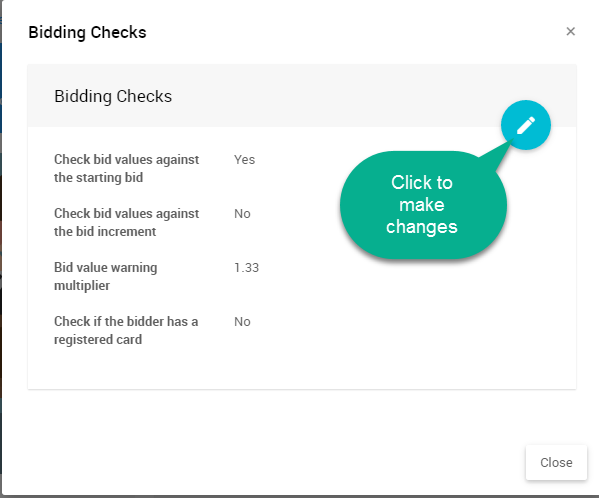 Bidding Checks
×
Bidding Checks
Check bid values against
the starting bid
Yes
Check bid values against
the bid increment
No
Bid value warning
multiplier
1.33
Check if the bidder has a
registered card
No
Click to
make
changes
Close